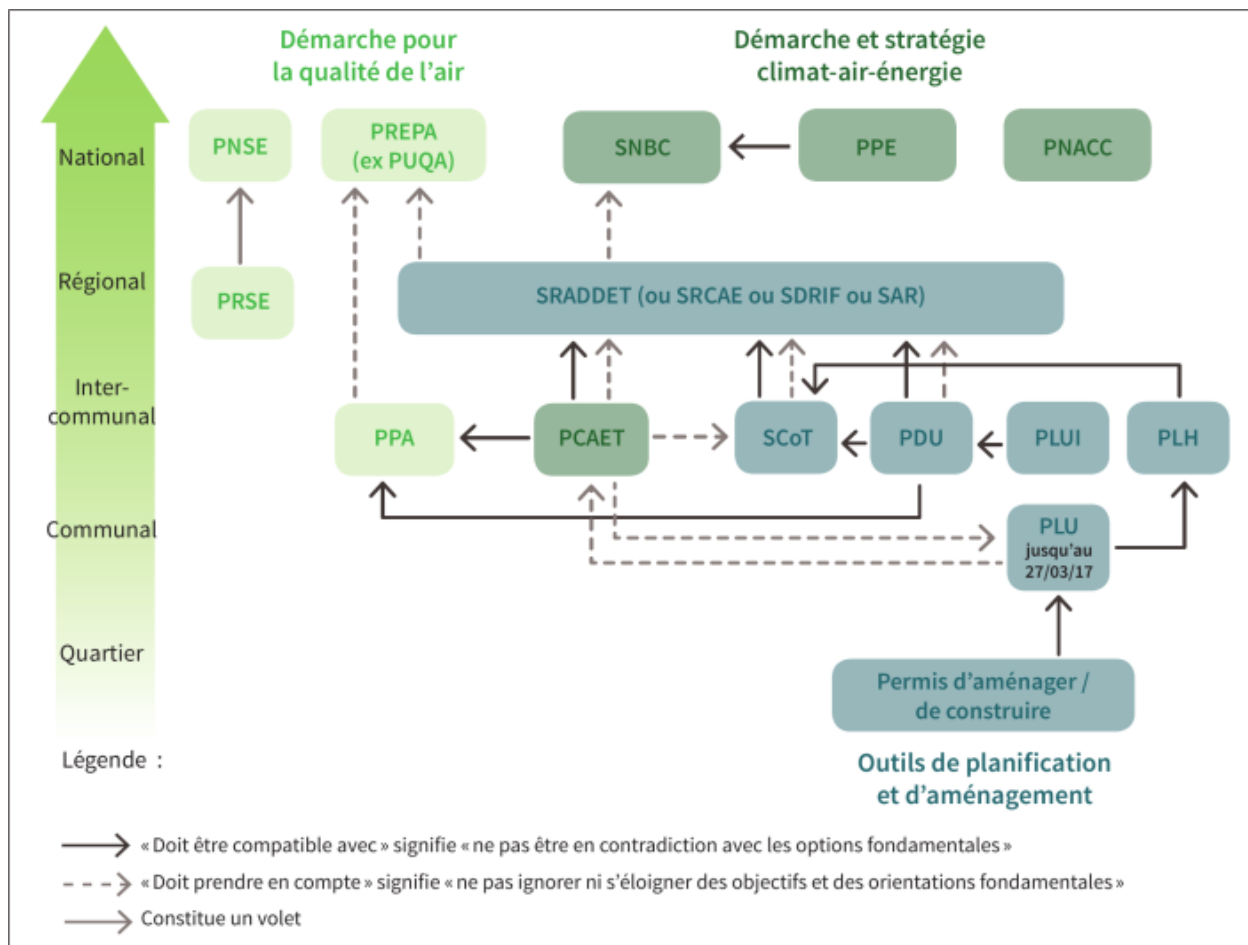 Démarche pour
la qualité de l’air
Démarche et stratégie
climat-air-énergie
National
PNSE
PREPA
(ex PUQA)
SNBC
PPE
PNACC
Régional
PRSE
SRADDET (ou SRCAE ou SDRIF ou SAR)
Inter-
communal
PPA
PCAET
SCoT
PDU
PLUI
PLH
Communal
PLU
jusqu’au
27/03/17
Quartier
Permis d’aménager /
de construire
Légende :
Outils de planification
et d’aménagement
« Doit être compatible avec » signifie « ne pas être en contradiction avec les options fondamentales »
« Doit prendre en compte » signifie « ne pas ignorer ni s’éloigner des objectifs et des orientations fondamentales »
Constitue un volet